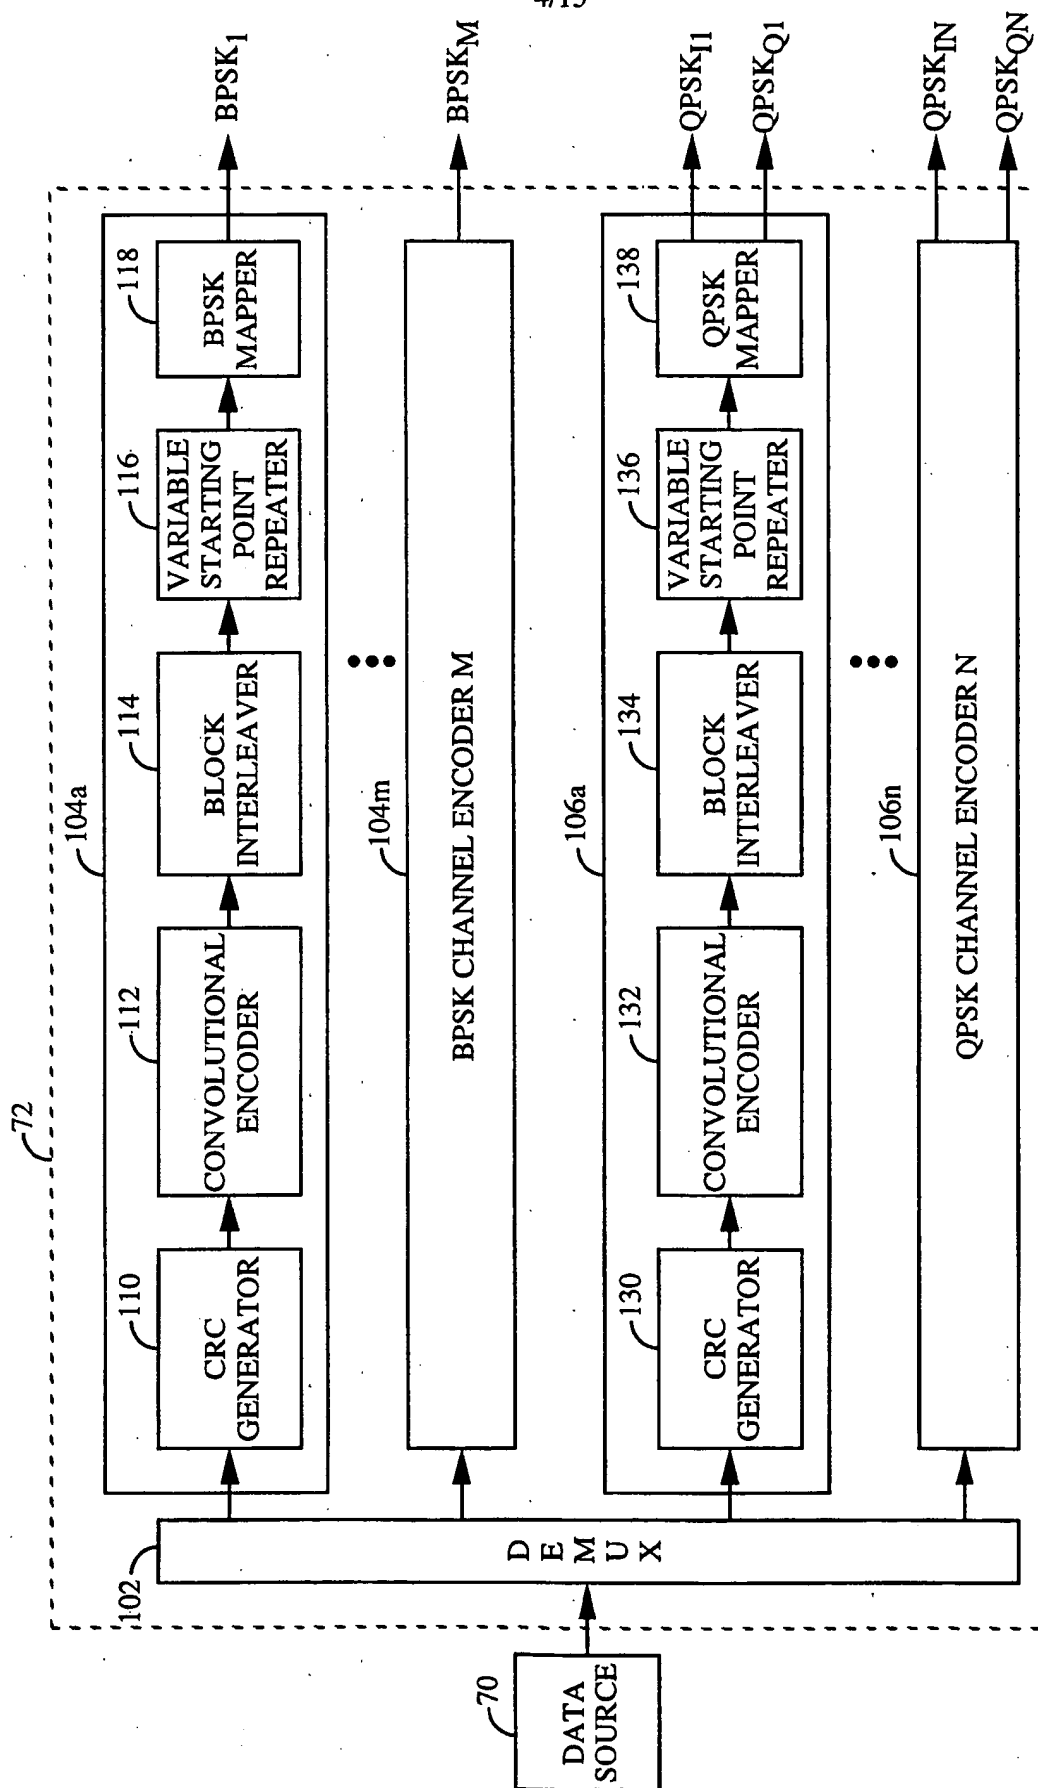 72
104a
110
112
114
116
118
CRC
GENERATOR
CONVOLUTIONAL
ENCODER
BLOCK
INTERLEAVER
VARIABLE
STARTING
POINT
REPEATER
BPSK
MAPPER
BPSK1
102
104m
BPSK CHANNEL ENCODER M
BPSKM
70
DATA
SOURCE
D
E
M
U
X
106a
130
132
134
136
138
CRC
GENERATOR
CONVOLUTIONAL
ENCODER
BLOCK
INTERLEAVER
VARIABLE
STARTING
POINT
REPEATER
QPSK
MAPPER
QPSKI1
QPSKQ1
106n
QPSK CHANNEL ENCODER N
QPSKIN
QPSKQN